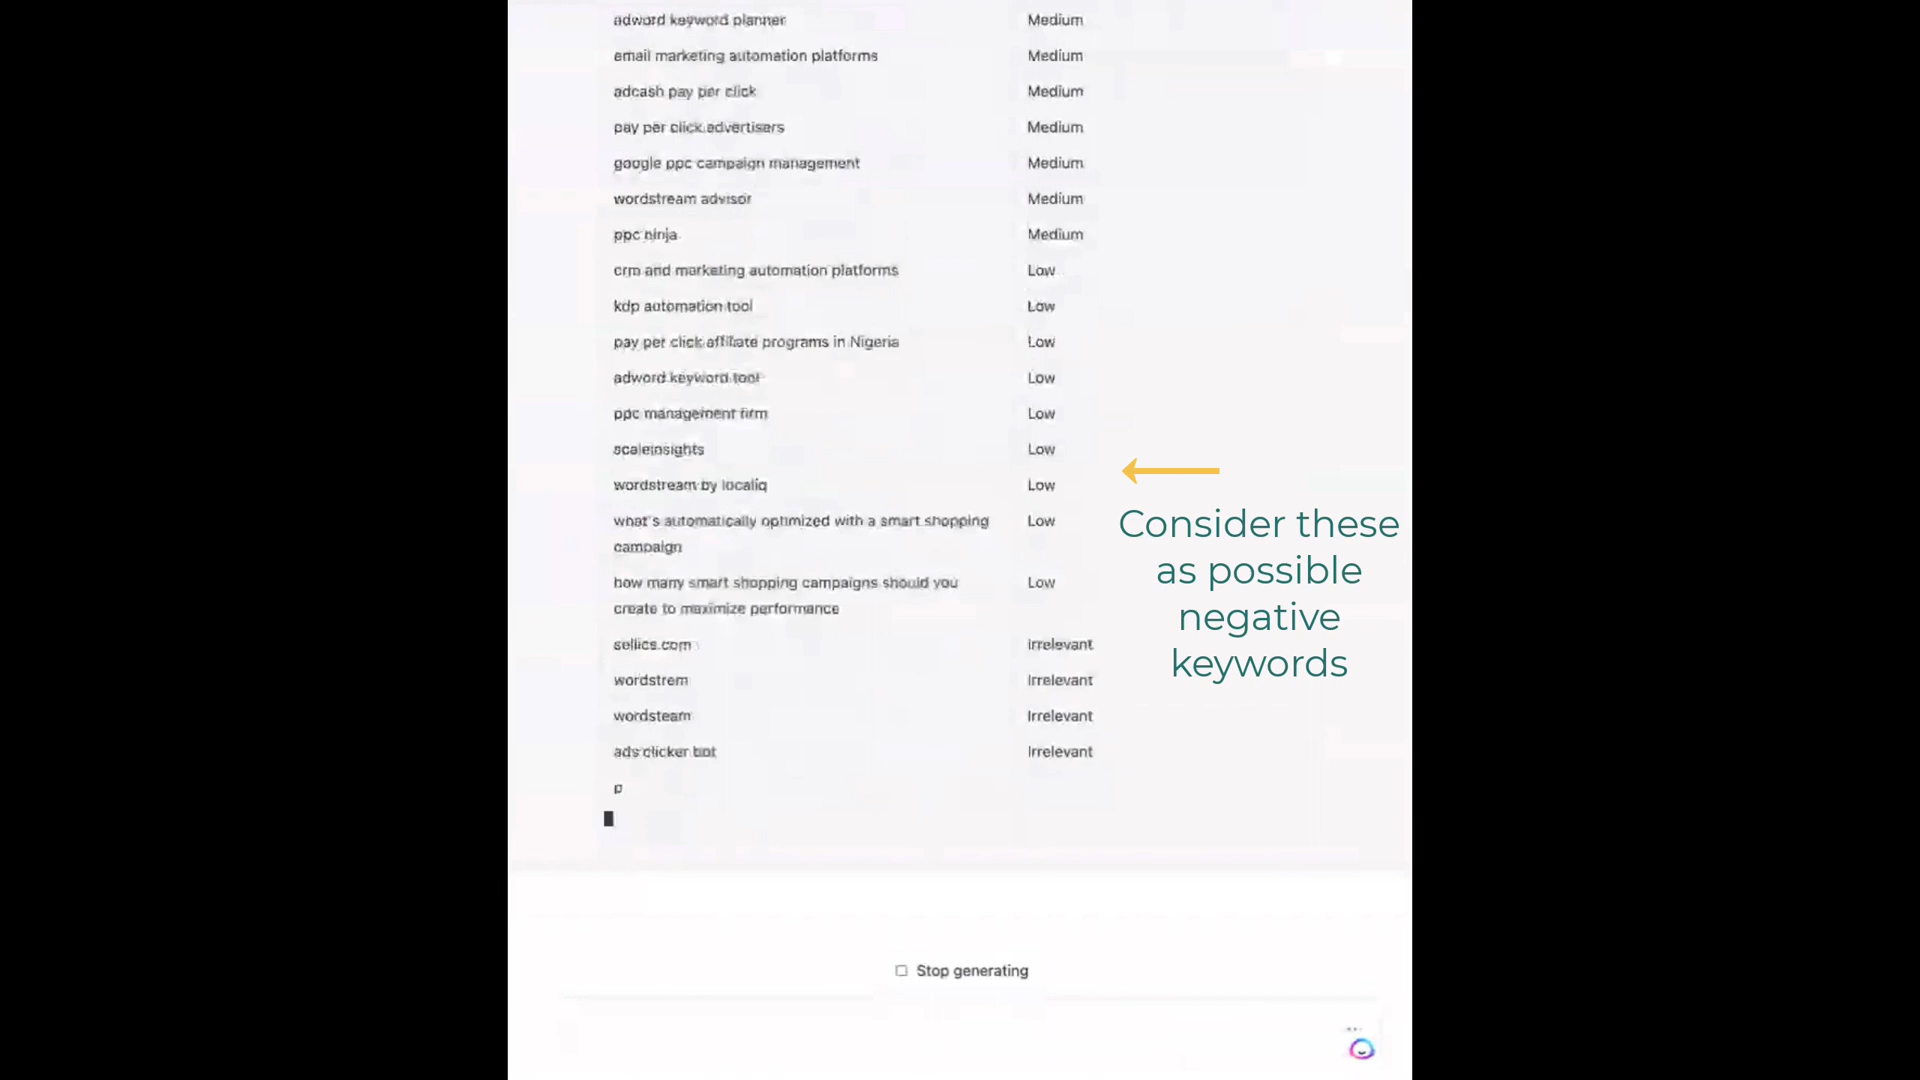 adword keyword planner Medium
email marketing automation platforms Medium
adcash pay per click Medium
pay per click advertisers Medium
google ppc campaign management Medium
wordstream advisor Medium
ppc ninja Medium
crm and marketing automation platforms Low
kdp automation tool Low
pay per click affiliate programs in Nigeria Low
adword keyword tool Low
ppc management firm Low
scaleinsights Low
wordstream by localiq Low
what's automatically optimized with a smart shopping Low
campaign
how many smart shopping campaigns should you Low
create to maximize performance
sellics.com Irrelevant
wordstrem Irrelevant
wordsteam Irrelevant
ads clicker bot Irrelevant
p
Consider these
as possible
negative
keywords
Stop generating